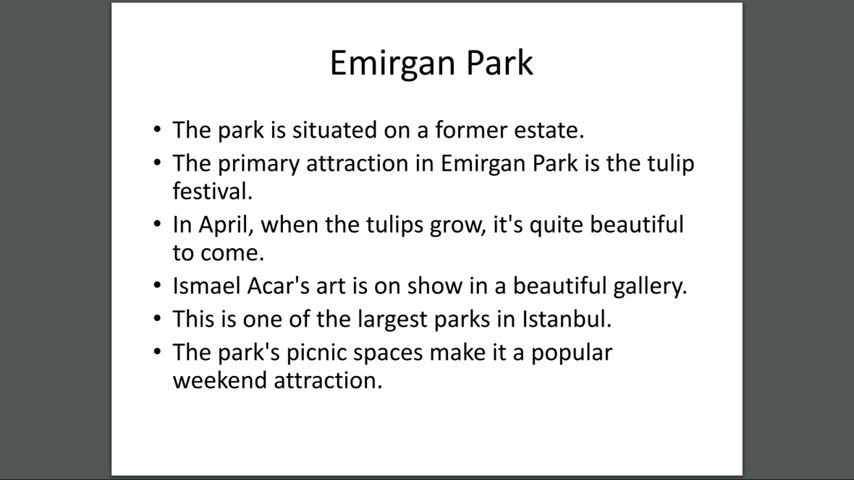 Emirgan Park
• The park is situated on a former estate.
• The primary attraction in Emirgan Park is the tulip
festival.
• In April, when the tulips grow, it's quite beautiful
to come.
• Ismael Acar's art is on show in a beautiful gallery.
• This is one of the largest parks in Istanbul.
• The park's picnic spaces make it a popular
weekend attraction.